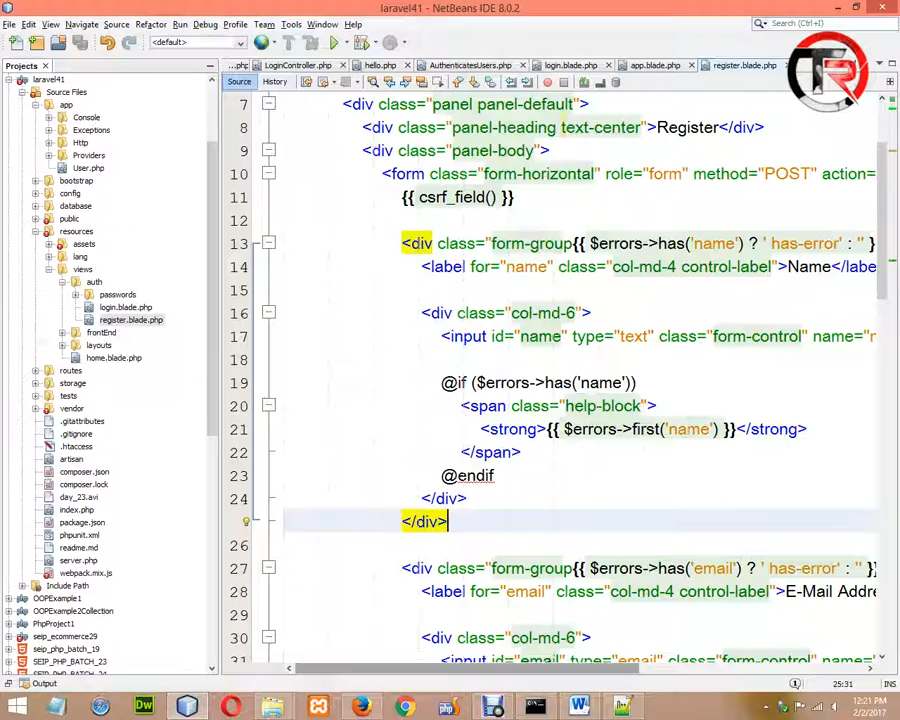 laravel41 - NetBeans IDE 8.0.2
File Edit View Navigate Source Refactor Run Debug Profile Team Tools Window Help
Search (Ctrl+I)
<default>
Projects
...php LoginController.php hello.php AuthenticatesUsers.php login.blade.php app.blade.php register.blade.php
Source History
laravel41
Source Files
app
Console
Exceptions
Http
Providers
User.php
bootstrap
config
database
public
resources
assets
lang
views
auth
passwords
login.blade.php
register.blade.php
frontEnd
layouts
home.blade.php
routes
storage
tests
vendor
.gitattributes
.gitignore
.htaccess
artisan
composer.json
composer.lock
day_23.avi
index.php
package.json
phpunit.xml
readme.md
server.php
webpack.mix.js
Include Path
OOPExample1
OOPExample2Collection
PhpProject1
seip_ecommerce29
seip_php_batch_19
SEIP_PHP_BATCH_23
7 <div class="panel panel-default">
8 <div class="panel-heading text-center">Register</div>
9 <div class="panel-body">
10 <form class="form-horizontal" role="form" method="POST" action=
11 {{ csrf_field() }}
12
13 <div class="form-group{{ $errors->has('name') ? ' has-error' : '' }
14 <label for="name" class="col-md-4 control-label">Name</labe
15
16 <div class="col-md-6">
17 <input id="name" type="text" class="form-control" name="n
18
19 @if ($errors->has('name'))
20 <span class="help-block">
21 <strong>{{ $errors->first('name') }}</strong>
22 </span>
23 @endif
24 </div>
</div>
26
27 <div class="form-group{{ $errors->has('email') ? ' has-error' : '' }}
28 <label for="email" class="col-md-4 control-label">E-Mail Addre
29
30 <div class="col-md-6">
31 <input id="email" type="email" class="form-control" name=
Output
25:31 INS
12:21 PM
2/2/2017